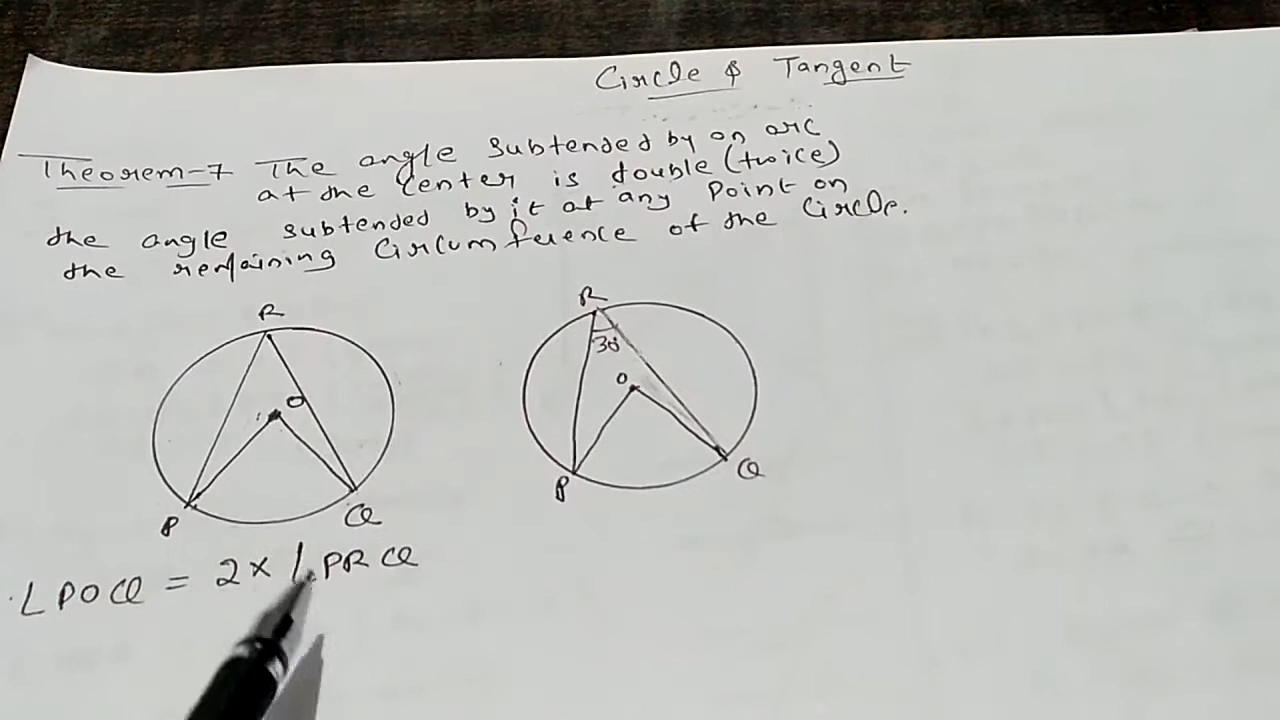 Circle & Tangent
Theorem-7 The angle subtended by an arc
at the center is double (twice)
the angle subtended by it at any point on
the remaining Circumference of the Circle.
R
O
P
Q
R
30
O
P
Q
∠POQ = 2 x ∠PRQ